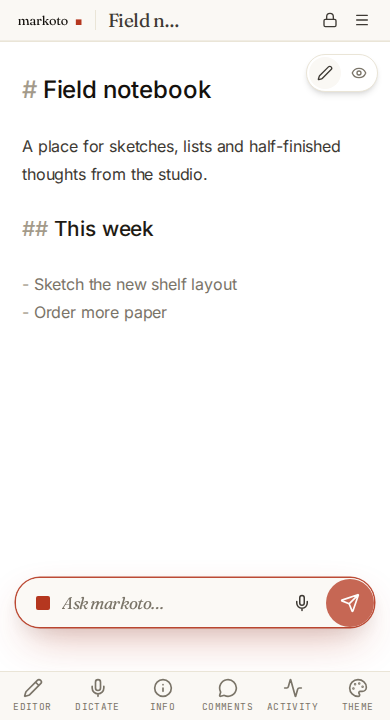 markoto
Field n...
# Field notebook
A place for sketches, lists and half-finished
thoughts from the studio.
## This week
- Sketch the new shelf layout
- Order more paper
Ask markoto...
EDITOR
DICTATE
INFO
COMMENTS
ACTIVITY
THEME